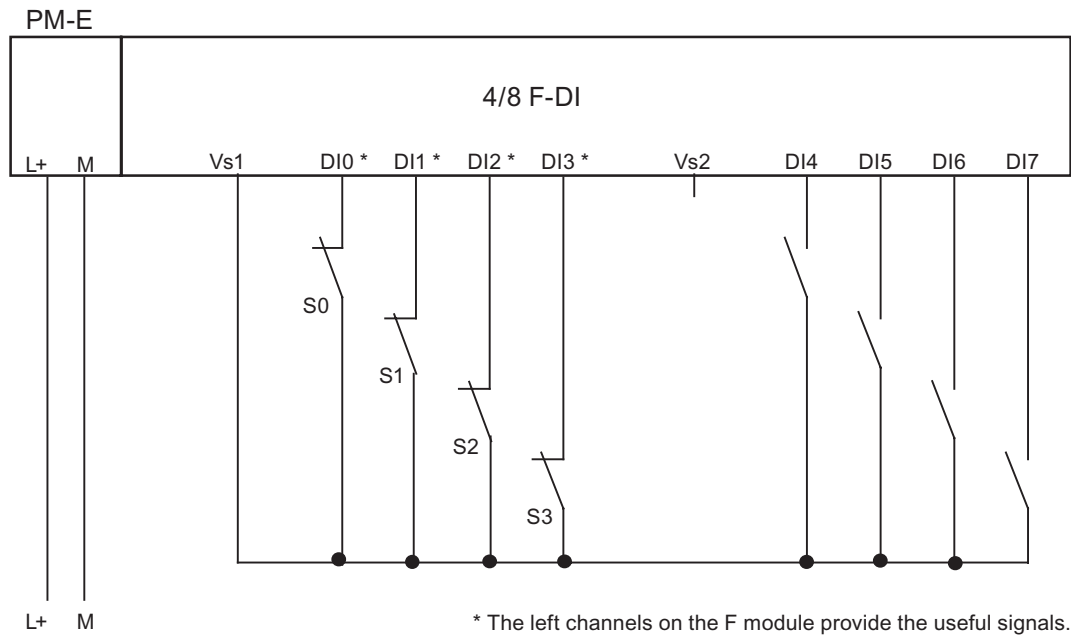 PM-E
4/8 F-DI
L+ M Vs1 DI0 * DI1 * DI2 * DI3 * Vs2 DI4 DI5 DI6 DI7
S0
S1
S2
S3
L+ M * The left channels on the F module provide the useful signals.